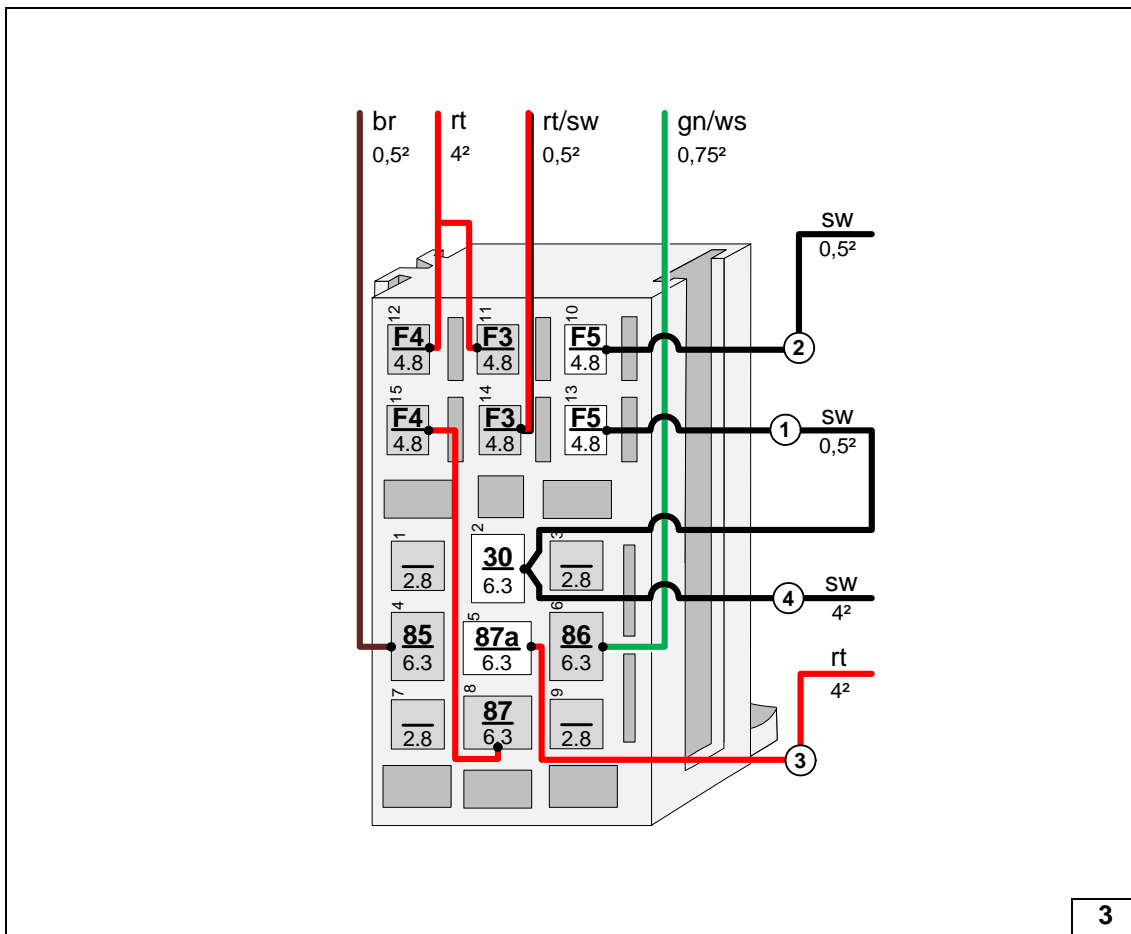 br rt rt/sw gn/ws
0,5² 4² 0,5² 0,75²
sw
0,5²
12 11 10
F4 F3 F5
4.8 4.8 4.8
2
15 14 13
F4 F3 F5
4.8 4.8 4.8
1 sw
0,5²
1 2 3
30
2.8 6.3 2.8
4 sw
4²
4 5 6
85 87a 86
6.3 6.3 6.3
rt
4²
7 8 9
87
2.8 6.3 2.8
3
3